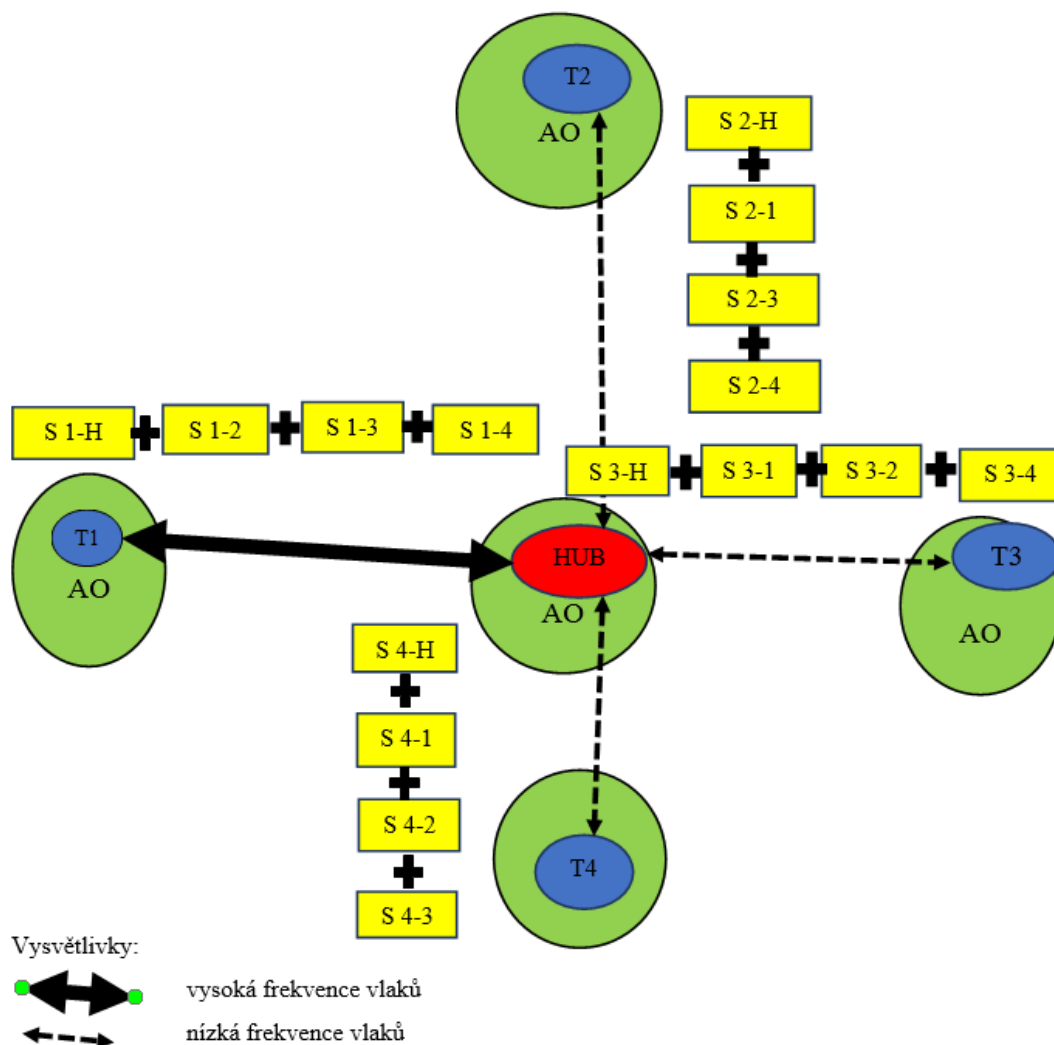 T2
AO
S 2-H
S 2-1
S 2-3
S 2-4
S 1-H
S 1-2
S 1-3
S 1-4
S 3-H
S 3-1
S 3-2
S 3-4
T1
AO
HUB
AO
T3
AO
S 4-H
S 4-1
S 4-2
S 4-3
T4
Vysvětlivky:
vysoká frekvence vlaků
nízká frekvence vlaků